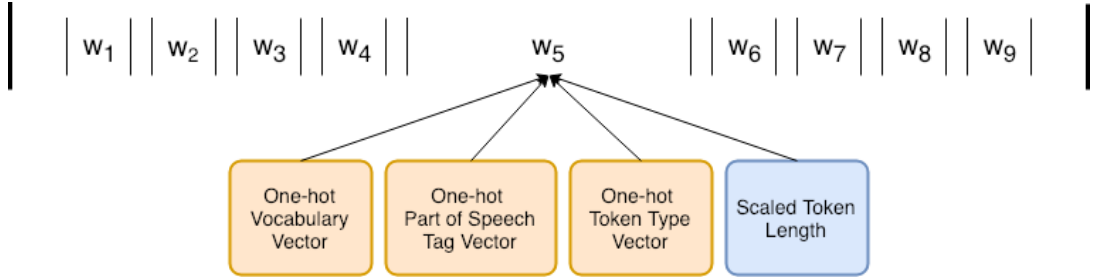 w₁ w₂ w₃ w₄ w₅ w₆ w₇ w₈ w₉
One-hot
Vocabulary
Vector
One-hot
Part of Speech
Tag Vector
One-hot
Token Type
Vector
Scaled Token
Length